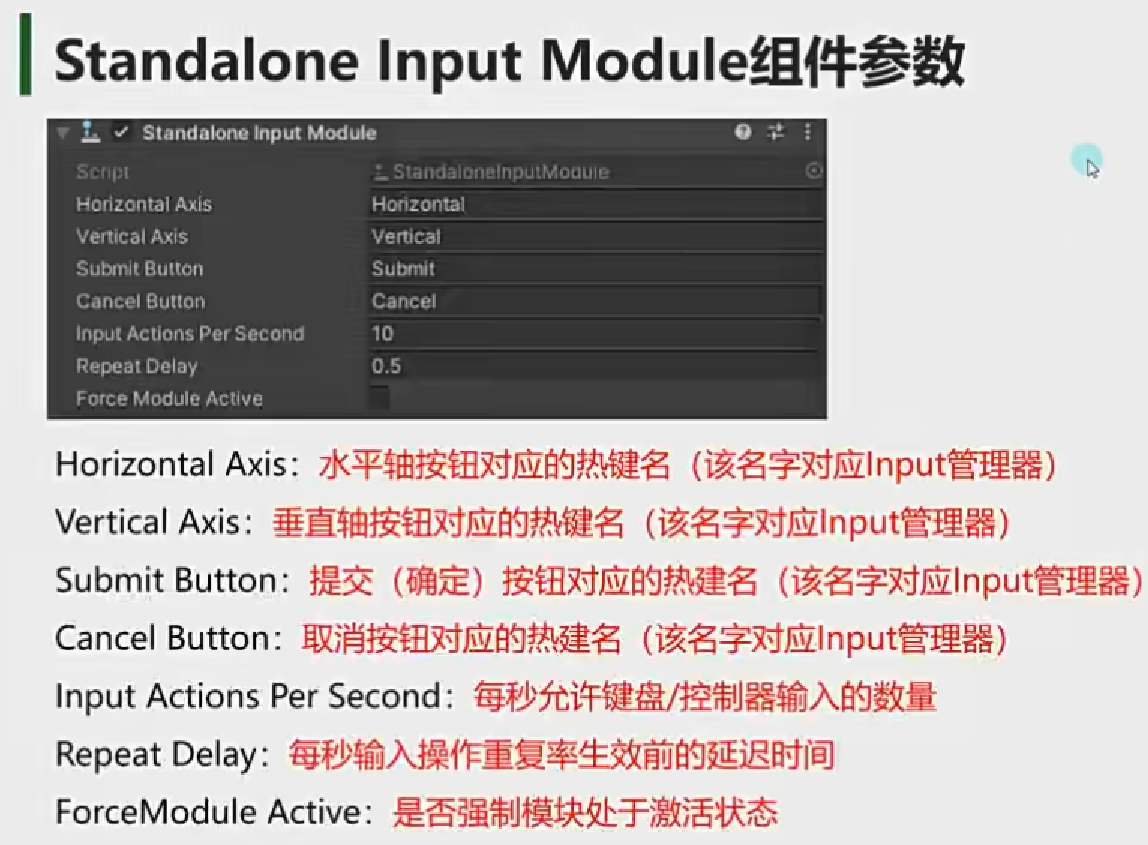 Standalone Input Module组件参数
Standalone Input Module
Script StandaloneInputModule
Horizontal Axis Horizontal
Vertical Axis Vertical
Submit Button Submit
Cancel Button Cancel
Input Actions Per Second 10
Repeat Delay 0.5
Force Module Active
Horizontal Axis：水平轴按钮对应的热键名（该名字对应Input管理器）
Vertical Axis：垂直轴按钮对应的热键名（该名字对应Input管理器）
Submit Button：提交（确定）按钮对应的热建名（该名字对应Input管理器）
Cancel Button：取消按钮对应的热建名（该名字对应Input管理器）
Input Actions Per Second：每秒允许键盘/控制器输入的数量
Repeat Delay：每秒输入操作重复率生效前的延迟时间
ForceModule Active：是否强制模块处于激活状态